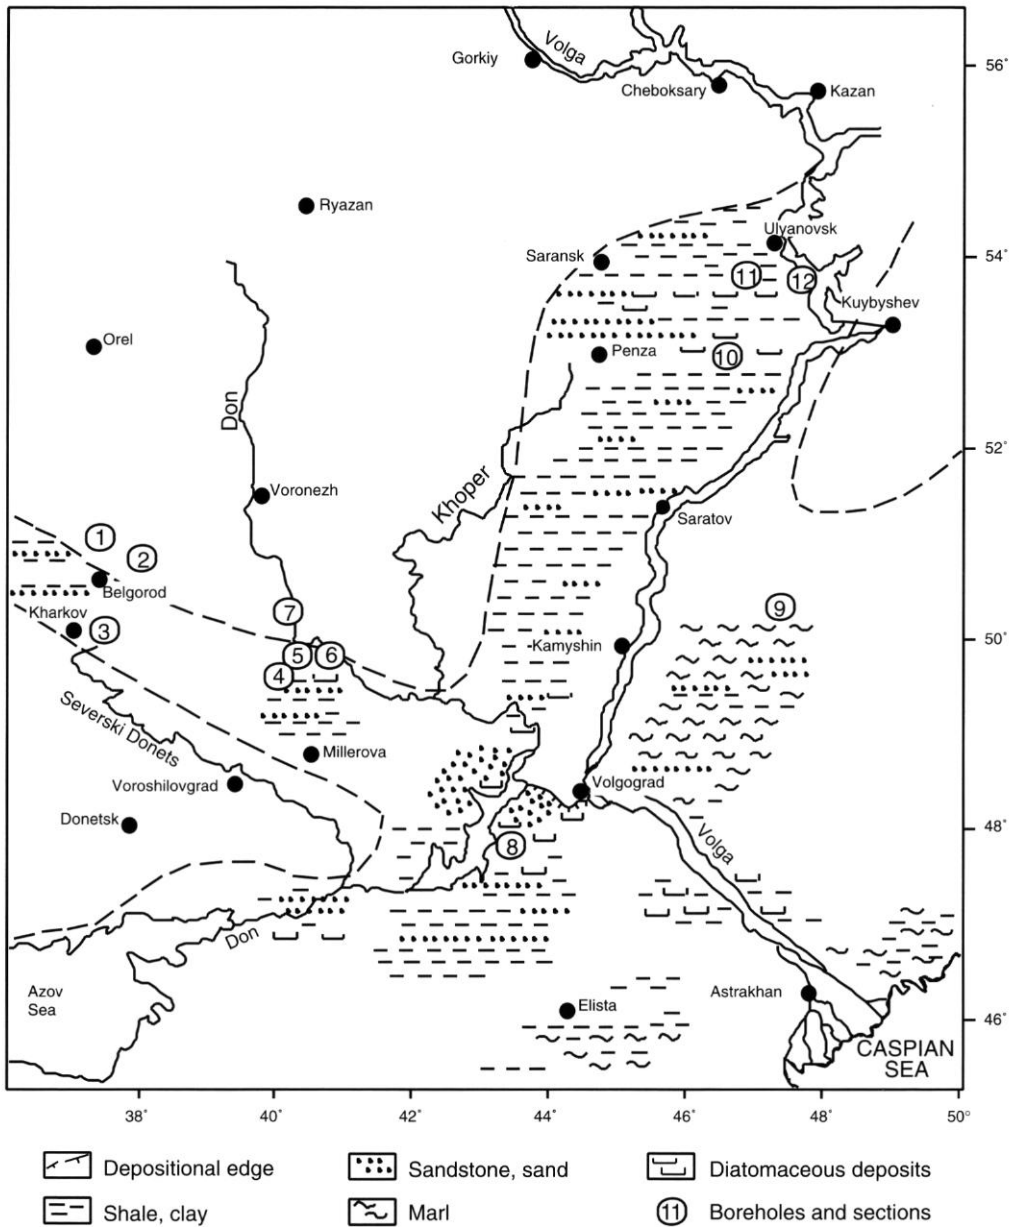 Gorkiy
Volga
56°
Cheboksary
Kazan
Ryazan
Ulyanovsk
Saransk
54°
11
12
Kuybyshev
Orel
Penza
10
Don
52°
Khoper
Voronezh
Saratov
1
2
Belgorod
7
9
Kharkov
3
50°
Kamyshin
5
6
4
Severski Donets
Millerova
Voroshilovgrad
Volgograd
Donetsk
48°
Volga
8
Don
Azov
Sea
Astrakhan
Elista
46°
CASPIAN
SEA
38° 40° 42° 44° 46° 48° 50°
Depositional edge
Sandstone, sand
Diatomaceous deposits
Shale, clay
Marl
11 Boreholes and sections